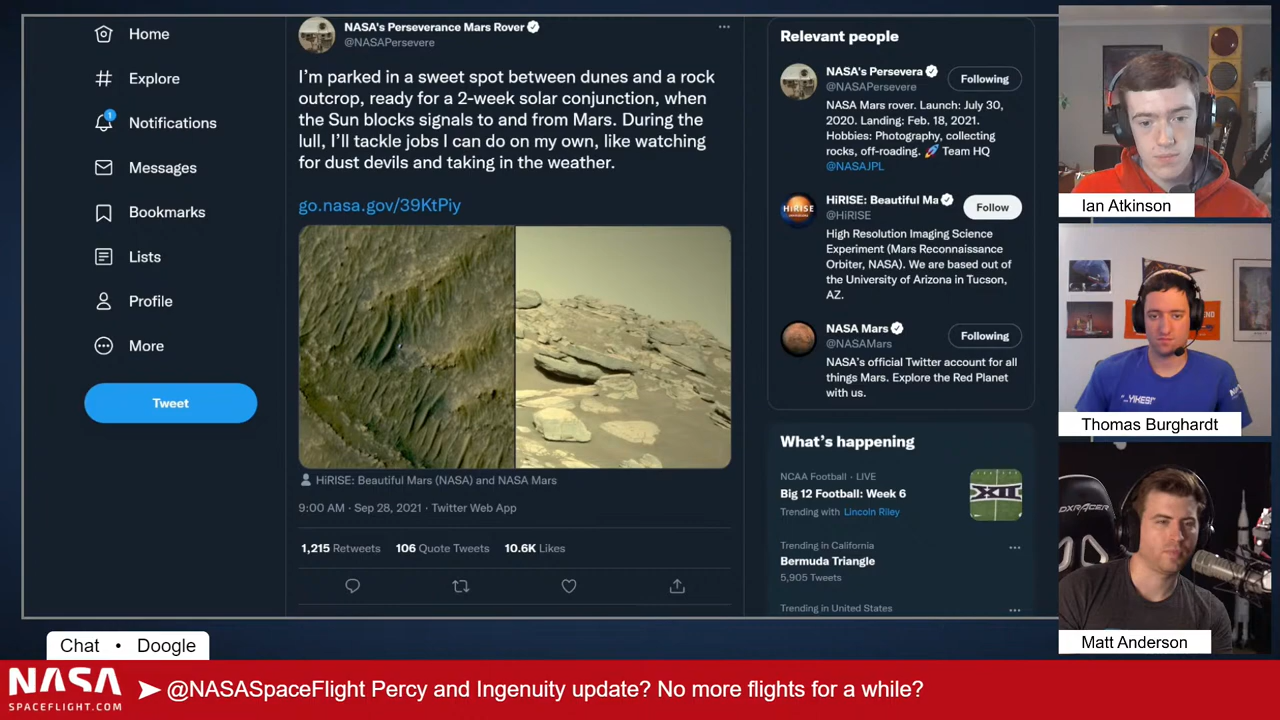 Home
Explore
1
Notifications
Messages
Bookmarks
Lists
Profile
More
Tweet
NASA's Perseverance Mars Rover
@NASAPersevere
I'm parked in a sweet spot between dunes and a rock
outcrop, ready for a 2-week solar conjunction, when
the Sun blocks signals to and from Mars. During the
lull, I'll tackle jobs I can do on my own, like watching
for dust devils and taking in the weather.
go.nasa.gov/39KtPiy
HiRISE: Beautiful Mars (NASA) and NASA Mars
9:00 AM · Sep 28, 2021 · Twitter Web App
1,215 Retweets 106 Quote Tweets 10.6K Likes
Relevant people
NASA's Persevera
@NASAPersevere
Following
NASA Mars rover. Launch: July 30,
2020. Landing: Feb. 18, 2021.
Hobbies: Photography, collecting
rocks, off-roading. 🚀 Team HQ
@NASAJPL
HiRISE
HiRISE: Beautiful Ma
@HiRISE
Follow
High Resolution Imaging Science
Experiment (Mars Reconnaissance
Orbiter, NASA). We are based out of
the University of Arizona in Tucson,
AZ.
NASA Mars
@NASAMars
Following
NASA's official Twitter account for all
things Mars. Explore the Red Planet
with us.
What's happening
NCAA Football · LIVE
Big 12 Football: Week 6
Trending with Lincoln Riley
XII
Trending in California
Bermuda Triangle
5,905 Tweets
Trending in United States
Ian Atkinson
"...YIKES!"
Thomas Burghardt
DXRACER
Matt Anderson
Chat • Doogle
NASA
SPACEFLIGHT.COM
➤ @NASASpaceFlight Percy and Ingenuity update? No more flights for a while?